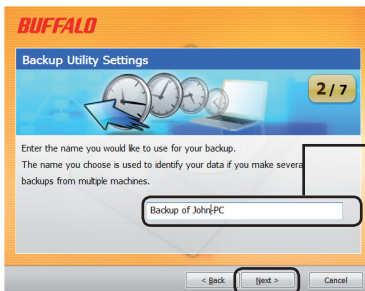 BUFFALO
Backup Utility Settings
2 / 7
Enter the name you would like to use for your backup.
The name you choose is used to identify your data if you make severa
backups from multiple machines.
Backup of John-PC
< Back Next > Cancel